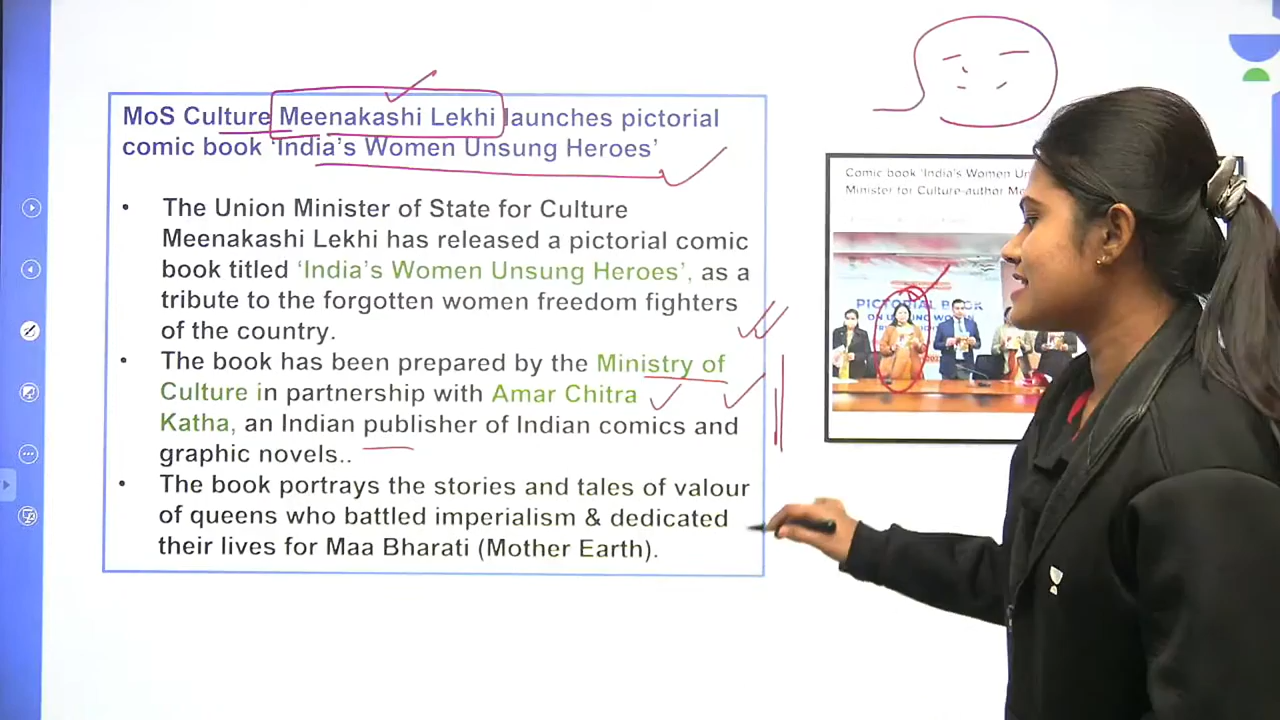 MoS Culture Meenakashi Lekhi launches pictorial
comic book 'India's Women Unsung Heroes'
• The Union Minister of State for Culture
Meenakashi Lekhi has released a pictorial comic
book titled 'India's Women Unsung Heroes', as a
tribute to the forgotten women freedom fighters
of the country.
• The book has been prepared by the Ministry of
Culture in partnership with Amar Chitra
Katha, an Indian publisher of Indian comics and
graphic novels..
• The book portrays the stories and tales of valour
of queens who battled imperialism & dedicated
their lives for Maa Bharati (Mother Earth).
Comic book 'India's Women
Minister for Culture-author
PICTORIAL BOOK